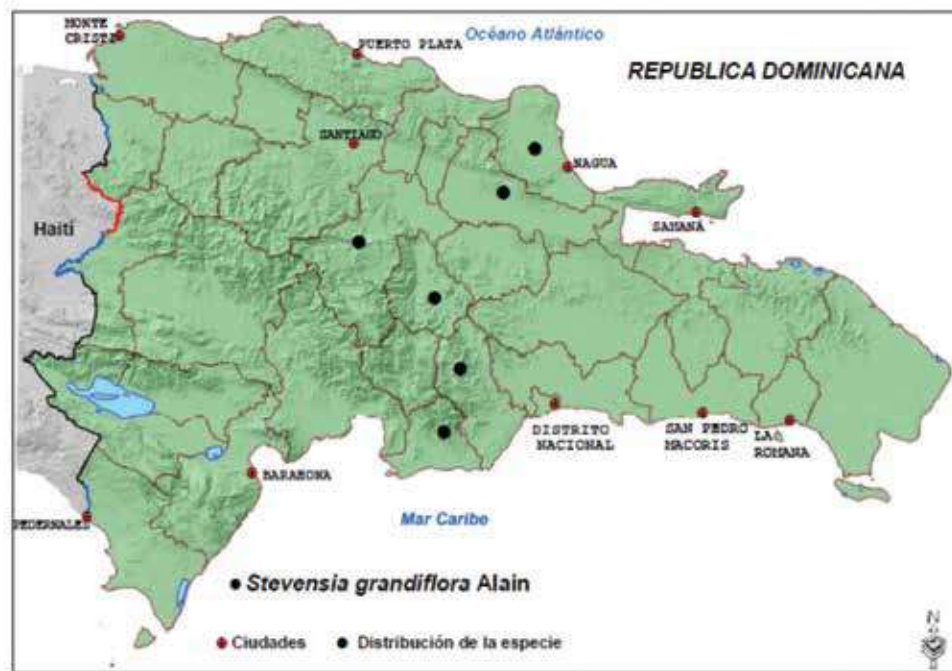 MONTE
CRISTI
PUERTO PLATA
Océano Atlántico
REPUBLICA DOMINICANA
SANTIAGO
NAGUA
SAMANÁ
Haití
DISTRITO
NACIONAL
SAN PEDRO
MACORIS
LA
ROMANA
BARAHONA
PEDERNALES
Mar Caribe
Stevensia grandiflora Alain
Ciudades
Distribución de la especie
N